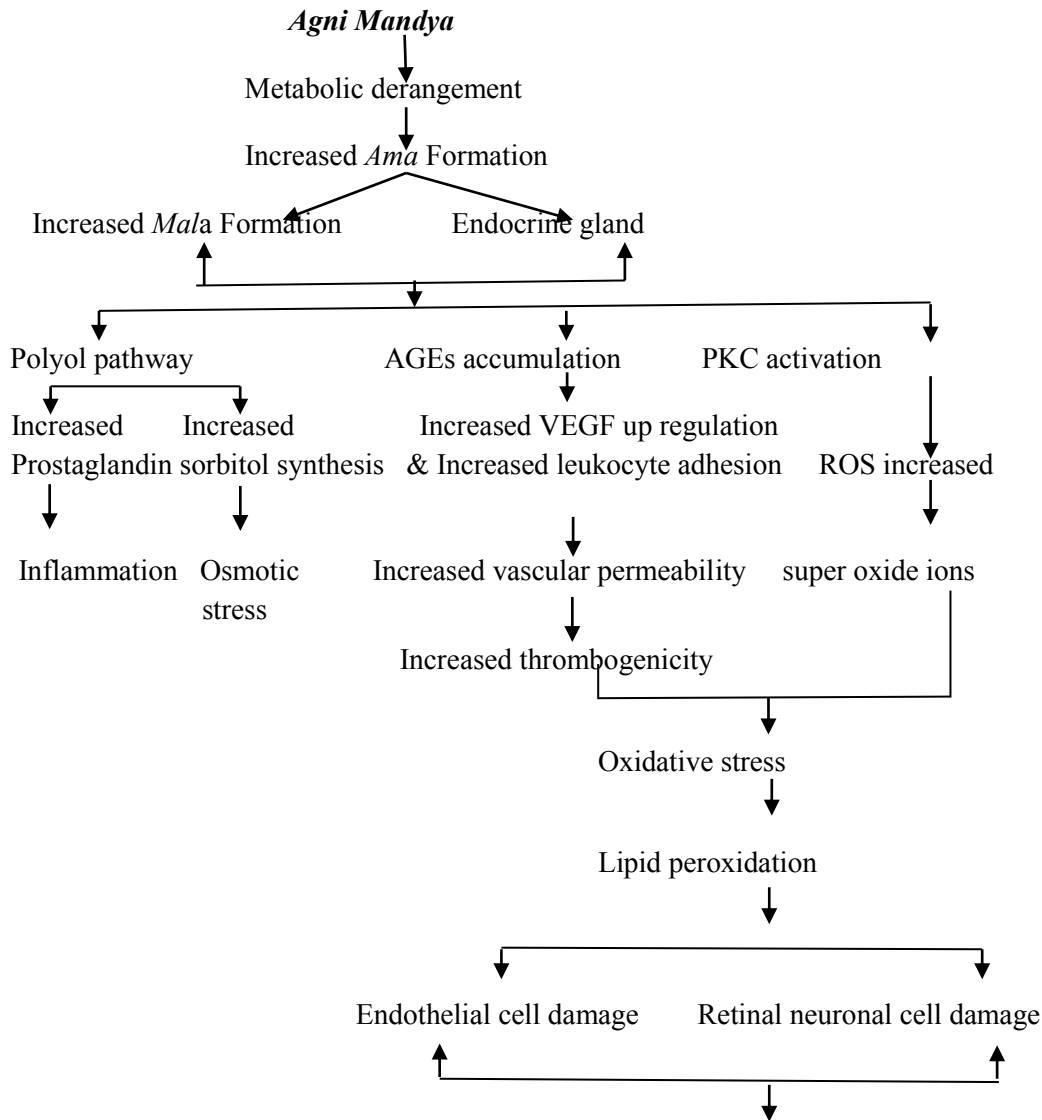 Agni Mandya
Metabolic derangement
Increased Ama Formation
Increased Mala Formation Endocrine gland
Polyol pathway AGEs accumulation PKC activation
Increased Increased Increased VEGF up regulation
Prostaglandin sorbitol synthesis & Increased leukocyte adhesion ROS increased
Inflammation Osmotic Increased vascular permeability super oxide ions
stress
Increased thrombogenicity
Oxidative stress
Lipid peroxidation
Endothelial cell damage Retinal neuronal cell damage